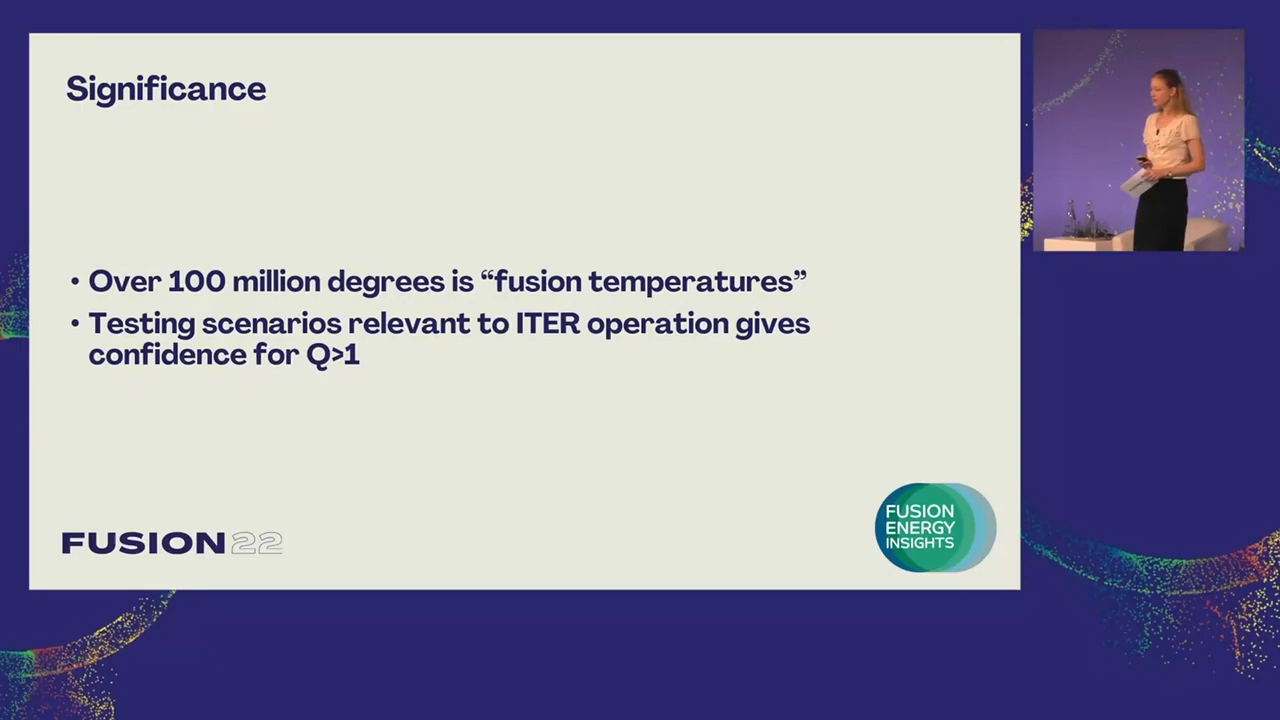 Significance
• Over 100 million degrees is “fusion temperatures”
• Testing scenarios relevant to ITER operation gives
confidence for Q>1
FUSION22
FUSION
ENERGY
INSIGHTS